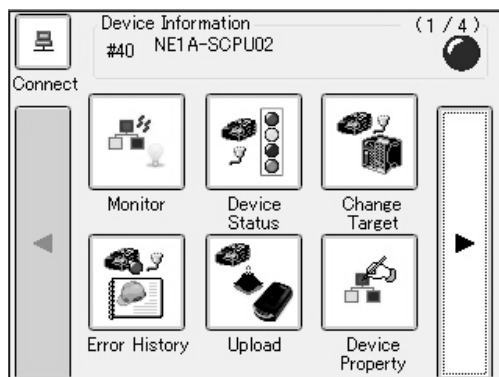 Device Information
(1/4)
#40 NE1A-SCPU02
Connect
Monitor
Device
Status
Change
Target
Error History
Upload
Device
Property